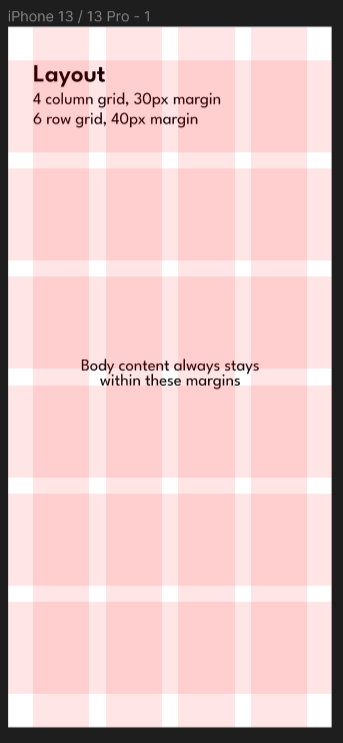 iPhone 13 / 13 Pro - 1
Layout
4 column grid, 30px margin
6 row grid, 40px margin
Body content always stays
within these margins